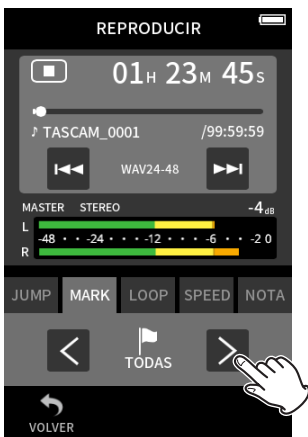 REPRODUCIR
01H 23M 45S
♪ TASCAM_0001 /99:59:59
WAV24-48
MASTER STEREO -4dB
L
-48 • • -24 • • • -12 • • • -6 • • -2 0
R
JUMP MARK LOOP SPEED NOTA
TODAS
VOLVER